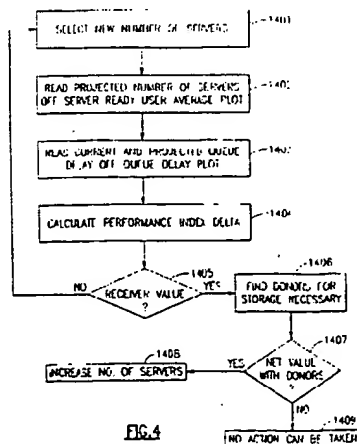 1401
SELECT NEW NUMBER OF SERVERS
1402
READ PROJECTED NUMBER OF SERVERS
OFF SERVER READY USER AVERAGE PLOT
1403
READ CURRENT AND PROJECTED QUEUE
DELAY OFF QUEUE DELAY PLOT
1404
CALCULATE PERFORMANCE INDEX DELTA
1405
NO
RECEIVER VALUE
?
YES
1406
FIND DONORS FOR
STORAGE NECESSARY
1407
NET VALUE
WITH DONORS
?
YES
1408
INCREASE NO. OF SERVERS
NO
1409
NO ACTION CAN BE TAKEN
FIG.4